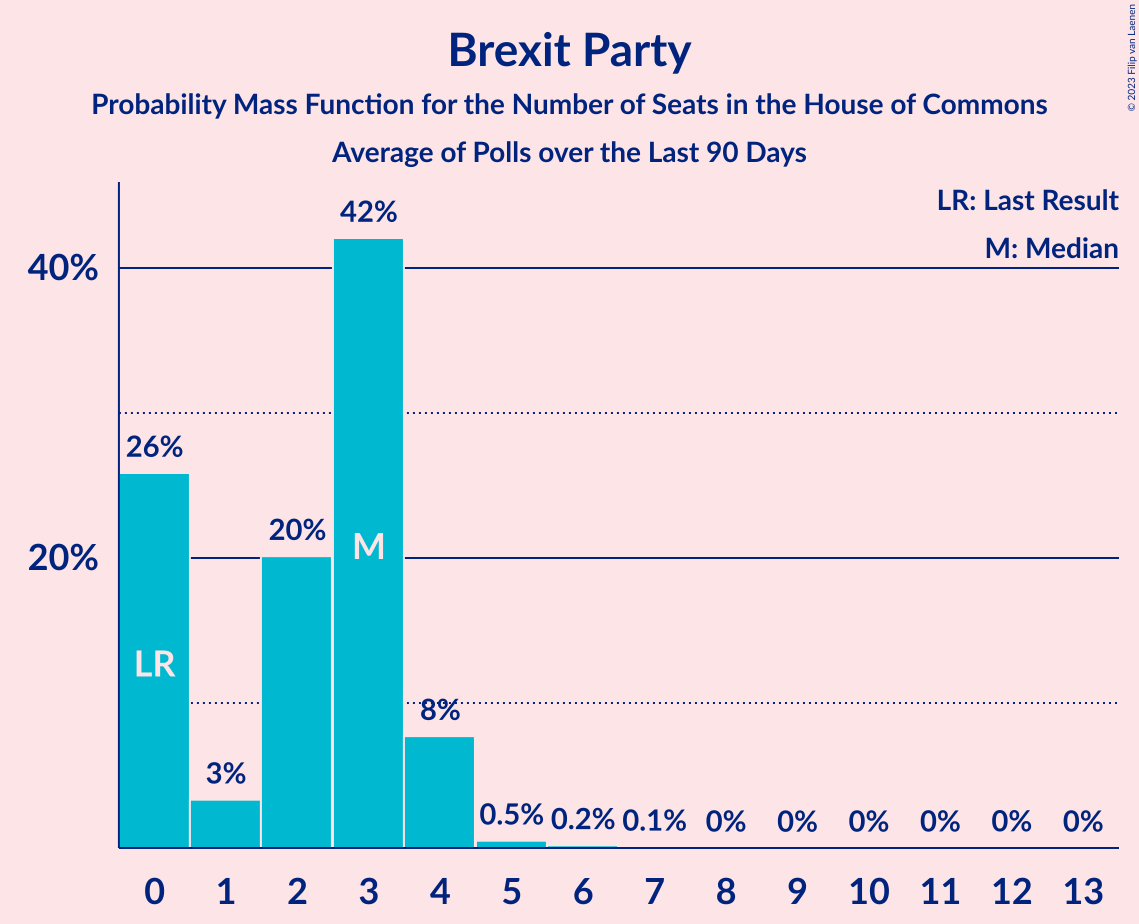 Brexit Party
Probability Mass Function for the Number of Seats in the House of Commons
Average of Polls over the Last 90 Days
© 2023 Filip van Laenen
LR: Last Result
M: Median
40%
20%
26%
3%
20%
42%
8%
0.5%
0.2%
0.1%
0%
0%
0%
0%
0%
0%
LR
M
0 1 2 3 4 5 6 7 8 9 10 11 12 13